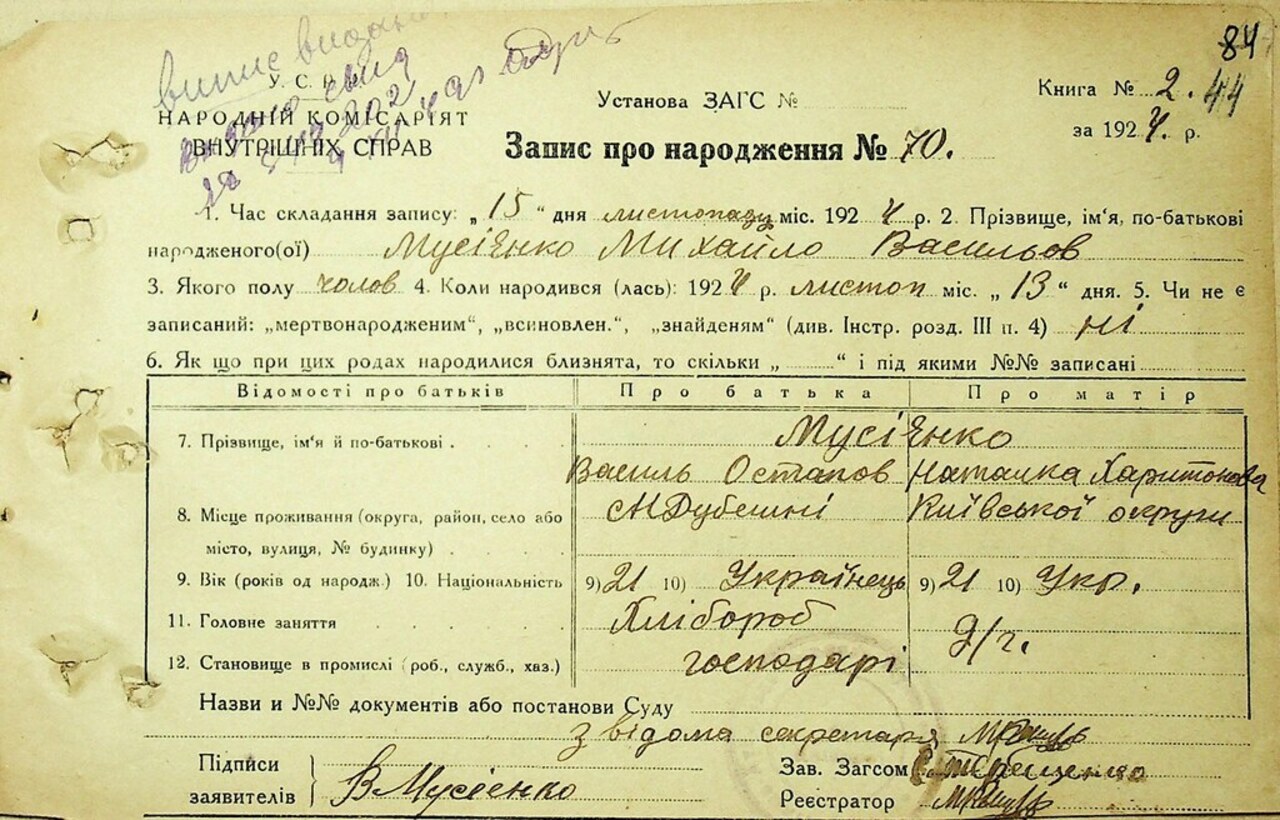 84
випис видан
У. С. Р. Р.
НАРОДНІЙ КОМІСАРІЯТ
ВНУТРІШНІХ СПРАВ
Установа ЗАГС №
Книга № 2. 44
за 1924 р.
Запис про народження № 70.
1. Час складання запису: „15“ дня листопаду міс. 1924 р. 2. Прізвище, ім'я, по-батькові
народженого(ої) Мусієнко Михайло Васильов
3. Якого полу чолов 4. Коли народився (лась): 1924 р. листоп міс. „13“ дня. 5. Чи не є
записаний: „мертвонародженим“, „всиновлен.“, „знайденям“ (див. Інстр. розд. III п. 4) ні
6. Як що при цих родах народилися близнята, то скільки „ “ і під якими №№ записані
Відомості про батьків Про батька Про матір
7. Прізвище, ім'я й по-батькові . Мусієнко
Василь Остапов Наталка Харитонова
8. Місце проживання (округа, район, село або Київської округи
місто, вулиця, № будинку) .
9. Вік (років од народж.) 10. Національність 9) 21 10) Українець 9) 21 10) Укр.
11. Головне заняття Хлібороб
12. Становище в промислі (роб., служб., хаз.) господарі Д/г.
Назви и №№ документів або постанови Суду
з відома секретаря
Підписи
заявителів В Мусієнко
Зав. Загсом
Реєстратор